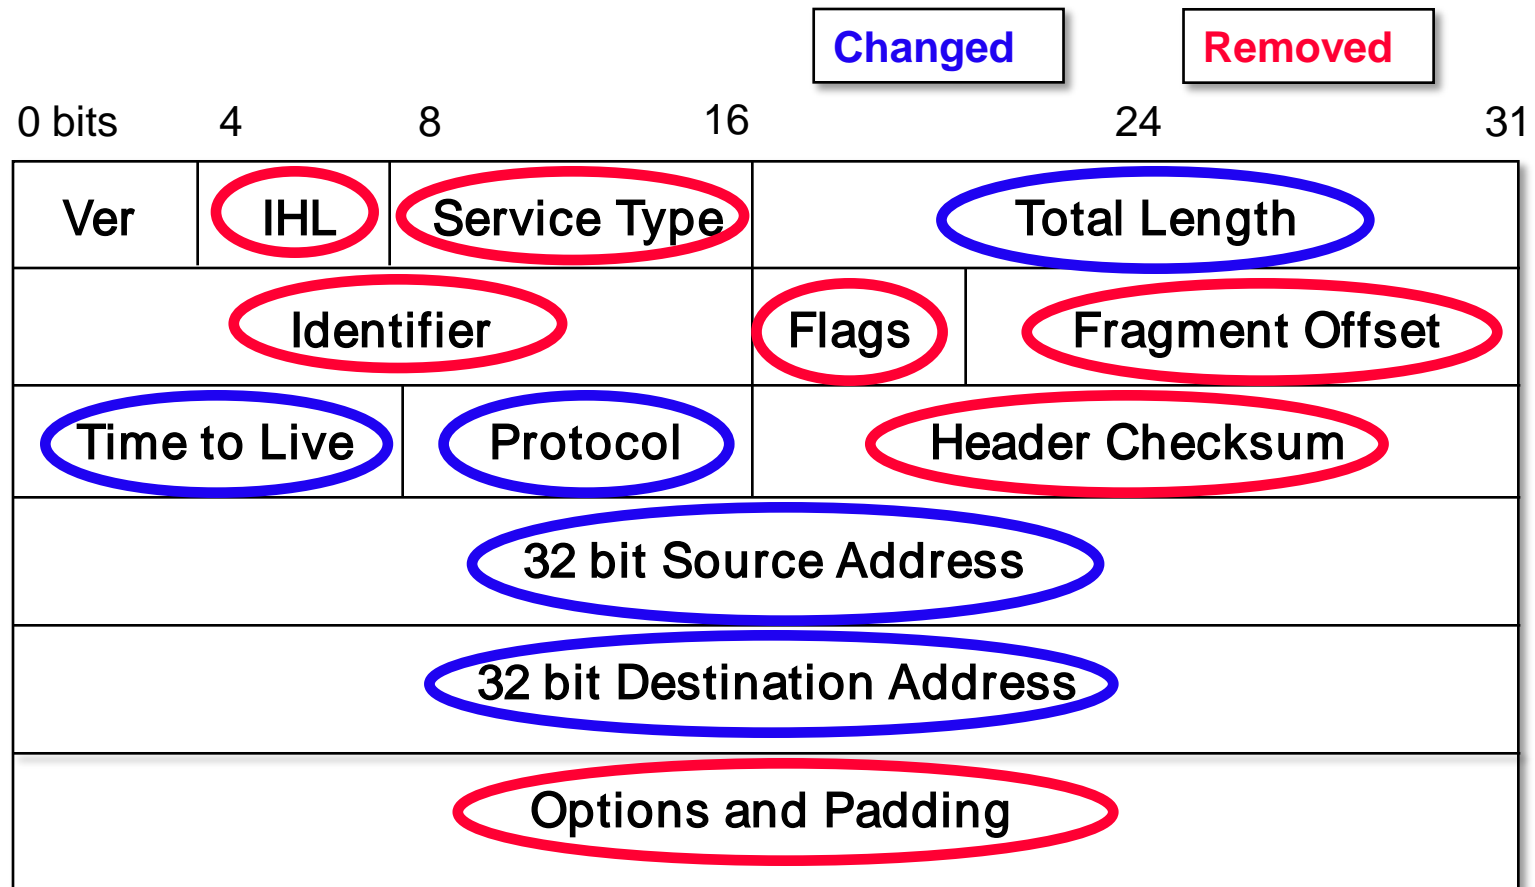 Changed Removed
0 bits 4 8 16 24 31
Ver IHL Service Type Total Length
Identifier Flags Fragment Offset
Time to Live Protocol Header Checksum
32 bit Source Address
32 bit Destination Address
Options and Padding